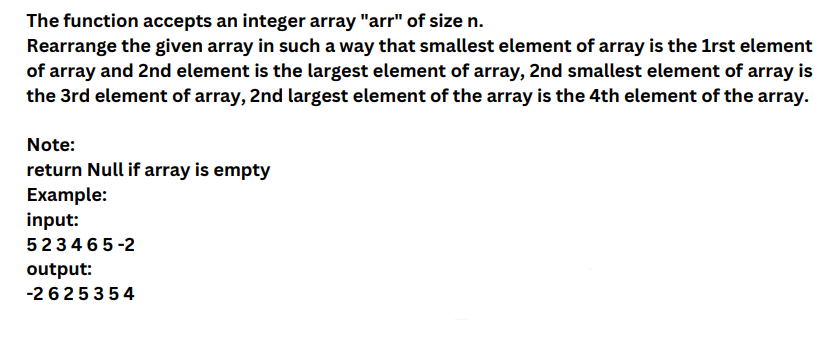 The function accepts an integer array "arr" of size n.
Rearrange the given array in such a way that smallest element of array is the 1rst element
of array and 2nd element is the largest element of array, 2nd smallest element of array is
the 3rd element of array, 2nd largest element of the array is the 4th element of the array.
Note:
return Null if array is empty
Example:
input:
5 2 3 4 6 5 -2
output:
-2 6 2 5 3 5 4